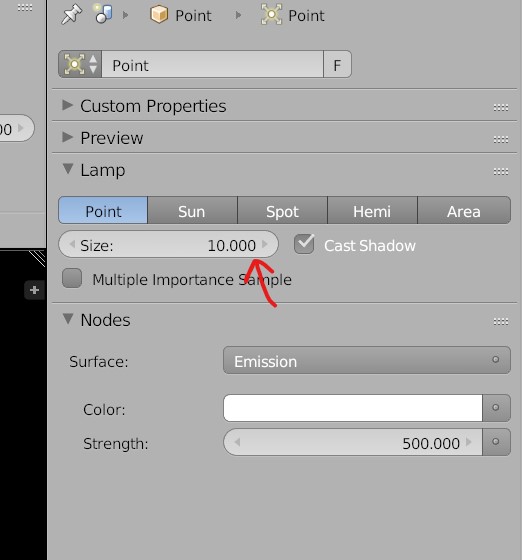 Point Point
Point F
Custom Properties
Preview
Lamp
Point Sun Spot Hemi Area
Size: 10.000 Cast Shadow
Multiple Importance Sample
Nodes
Surface: Emission
Color:
Strength: 500.000